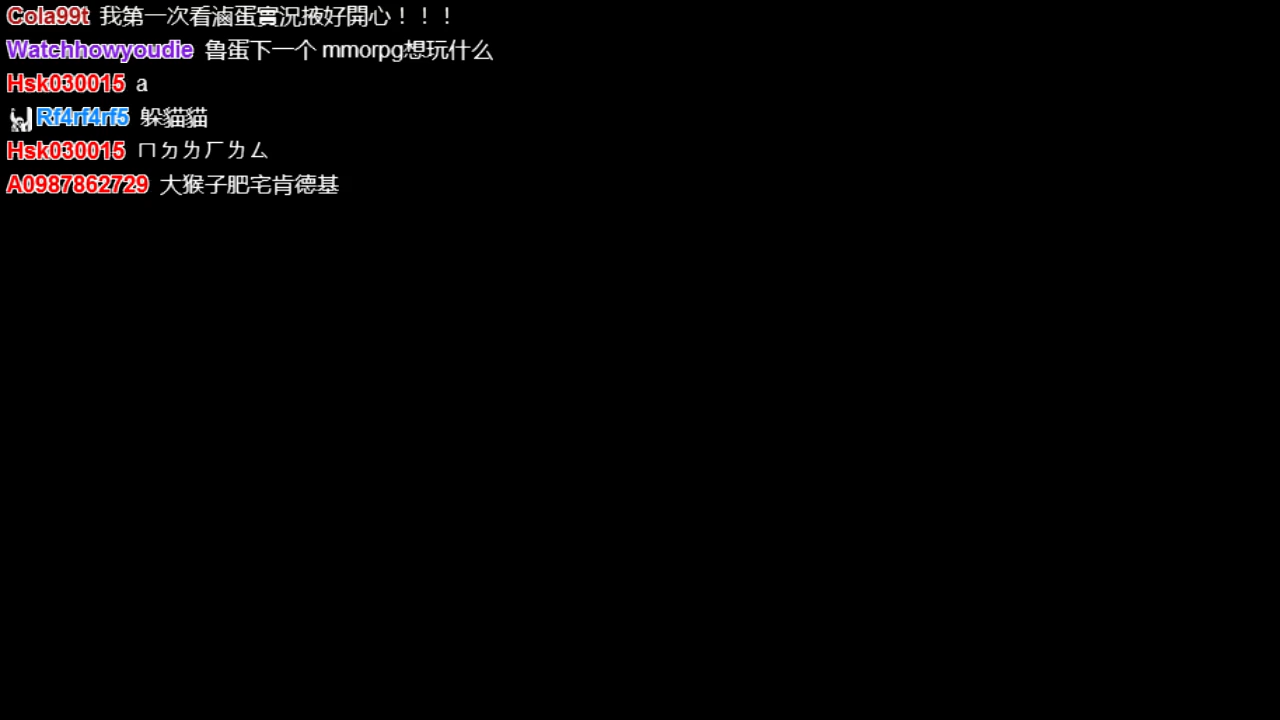 Cola99t 我第一次看滷蛋實況掖好開心！！！
Watchhowyoudie 鲁蛋下一个 mmorpg想玩什么
Hsk030015 a
Rf4rf4rf5 躲貓貓
Hsk030015 ㄇㄉㄌㄏㄌㄙ
A0987862729 大猴子肥宅肯德基